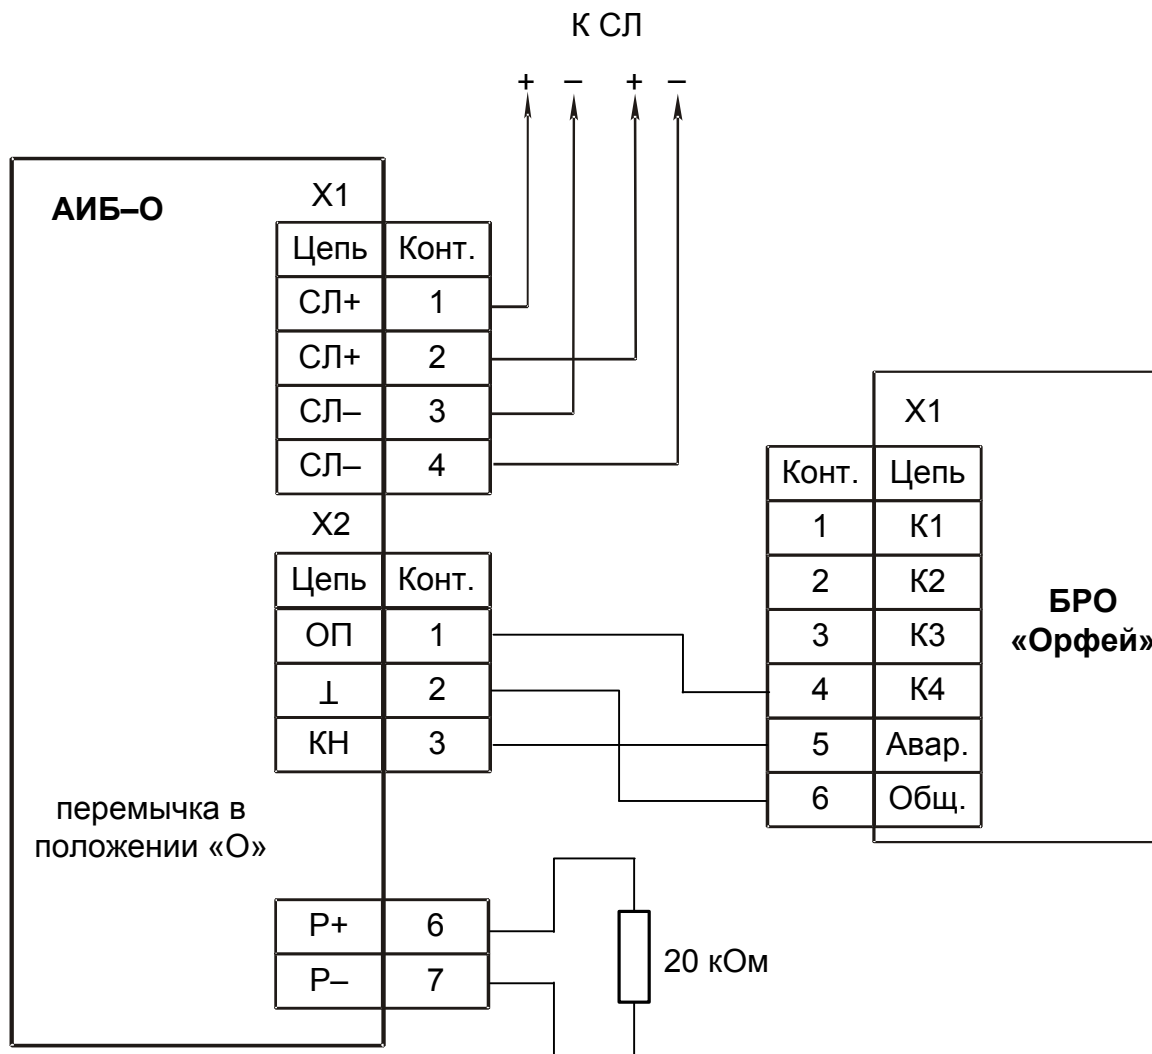 К СЛ
+ – + –
АИБ–О
X1
Цепь Конт.
СЛ+ 1
СЛ+ 2
СЛ– 3
СЛ– 4
X2
Цепь Конт.
ОП 1
⊥ 2
КН 3
перемычка в
положении «О»
Р+ 6
Р– 7
20 кОм
X1
Конт. Цепь
1 К1
2 К2
3 К3
4 К4
5 Авар.
6 Общ.
БРО
«Орфей»